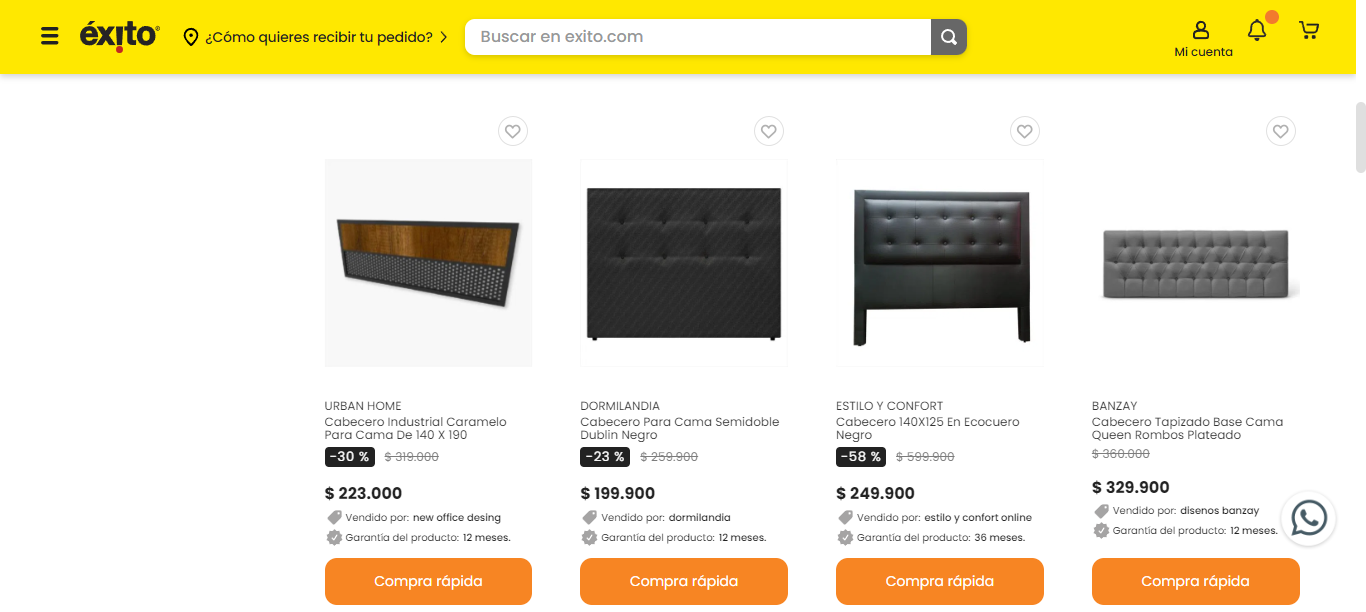 éxito
¿Cómo quieres recibir tu pedido?
Buscar en exito.com
Mi cuenta
URBAN HOME
Cabecero Industrial Caramelo
Para Cama De 140 X 190
-30 % $ 319.000
$ 223.000
Vendido por: new office desing
Garantía del producto: 12 meses.
Compra rápida
DORMILANDIA
Cabecero Para Cama Semidoble
Dublin Negro
-23 % $ 259.900
$ 199.900
Vendido por: dormilandia
Garantía del producto: 12 meses.
Compra rápida
ESTILO Y CONFORT
Cabecero 140X125 En Ecocuero
Negro
-58 % $ 599.900
$ 249.900
Vendido por: estilo y confort online
Garantía del producto: 36 meses.
Compra rápida
BANZAY
Cabecero Tapizado Base Cama
Queen Rombos Plateado
$ 360.000
$ 329.900
Vendido por: disenos banzay
Garantía del producto: 12 meses.
Compra rápida